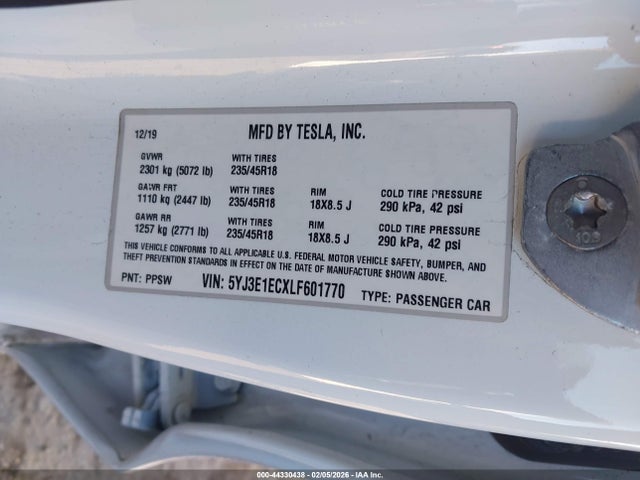 12/19 MFD BY TESLA, INC.
GVWR WITH TIRES
2301 kg (5072 lb) 235/45R18
GAWR FRT WITH TIRES RIM COLD TIRE PRESSURE
1110 kg (2447 lb) 235/45R18 18X8.5 J 290 kPa, 42 psi
GAWR RR WITH TIRES RIM COLD TIRE PRESSURE
1257 kg (2771 lb) 235/45R18 18X8.5 J 290 kPa, 42 psi
THIS VEHICLE CONFORMS TO ALL APPLICABLE U.S. FEDERAL MOTOR VEHICLE SAFETY, BUMPER, AND
THEFT PREVENTION STANDARDS IN EFFECT ON THE DATE OF MANUFACTURE SHOWN ABOVE.
PNT: PPSW VIN: 5YJ3E1ECXLF601770 TYPE: PASSENGER CAR
109
000-44330438 - 02/05/2026 - IAA Inc.